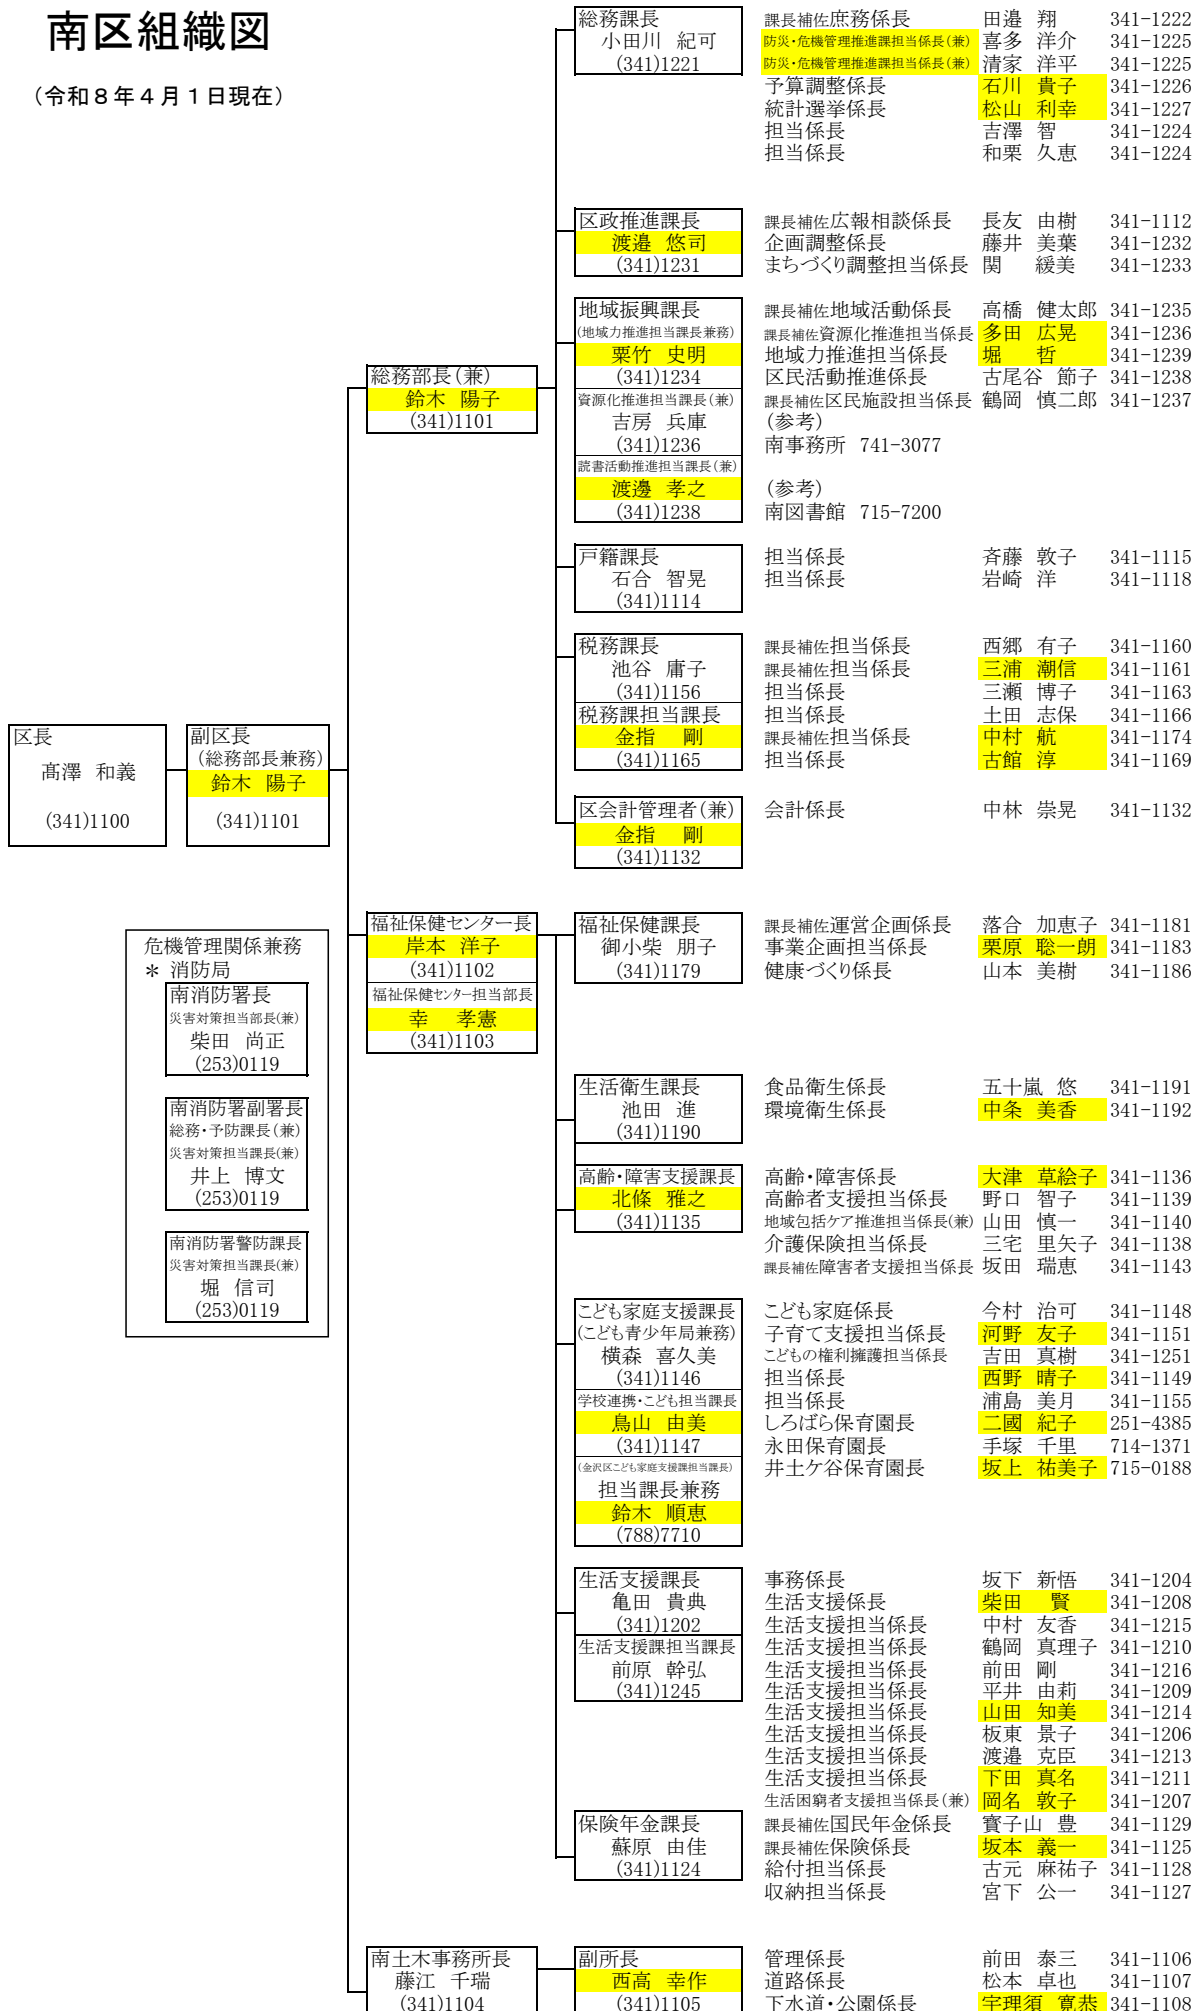 南区組織図
（令和８年４月１日現在）
区長
髙澤 和義
(341)1100
副区長
(総務部長兼務)
鈴木 陽子
(341)1101
総務部長(兼)
鈴木 陽子
(341)1101
総務課長
小田川 紀可
(341)1221
課長補佐庶務係長 田邉 翔 341-1222
防災・危機管理推進課担当係長(兼) 喜多 洋介 341-1225
防災・危機管理推進課担当係長(兼) 清家 洋平 341-1225
予算調整係長 石川 貴子 341-1226
統計選挙係長 松山 利幸 341-1227
担当係長 吉澤 智 341-1224
担当係長 和栗 久恵 341-1224
区政推進課長
渡邉 悠司
(341)1231
課長補佐広報相談係長 長友 由樹 341-1112
企画調整係長 藤井 美葉 341-1232
まちづくり調整担当係長 関 緩美 341-1233
地域振興課長
(地域力推進担当課長兼務)
栗竹 史明
(341)1234
資源化推進担当課長(兼)
吉房 兵庫
(341)1236
読書活動推進担当課長(兼)
渡邊 孝之
(341)1238
課長補佐地域活動係長 高橋 健太郎 341-1235
課長補佐資源化推進担当係長 多田 広晃 341-1236
地域力推進担当係長 堀 哲 341-1239
区民活動推進係長 古尾谷 節子 341-1238
課長補佐区民施設担当係長 鶴岡 慎二郎 341-1237
(参考)
南事務所 741-3077
(参考)
南図書館 715-7200
戸籍課長
石合 智晃
(341)1114
担当係長 斉藤 敦子 341-1115
担当係長 岩崎 洋 341-1118
税務課長
池谷 庸子
(341)1156
税務課担当課長
金指 剛
(341)1165
課長補佐担当係長 西郷 有子 341-1160
課長補佐担当係長 三浦 潮信 341-1161
担当係長 三瀬 博子 341-1163
担当係長 土田 志保 341-1166
課長補佐担当係長 中村 航 341-1174
担当係長 古館 淳 341-1169
区会計管理者(兼)
金指 剛
(341)1132
会計係長 中林 崇晃 341-1132
危機管理関係兼務
＊ 消防局
南消防署長
災害対策担当部長(兼)
柴田 尚正
(253)0119
南消防署副署長
総務・予防課長(兼)
災害対策担当課長(兼)
井上 博文
(253)0119
南消防署警防課長
災害対策担当課長(兼)
堀 信司
(253)0119
福祉保健センター長
岸本 洋子
(341)1102
福祉保健センター担当部長
幸 孝憲
(341)1103
福祉保健課長
御小柴 朋子
(341)1179
課長補佐運営企画係長 落合 加恵子 341-1181
事業企画担当係長 栗原 聡一朗 341-1183
健康づくり係長 山本 美樹 341-1186
生活衛生課長
池田 進
(341)1190
食品衛生係長 五十嵐 悠 341-1191
環境衛生係長 中条 美香 341-1192
高齢・障害支援課長
北條 雅之
(341)1135
高齢・障害係長 大津 草絵子 341-1136
高齢者支援担当係長 野口 智子 341-1139
地域包括ケア推進担当係長(兼) 山田 慎一 341-1140
介護保険担当係長 三宅 里矢子 341-1138
課長補佐障害者支援担当係長 坂田 瑞恵 341-1143
こども家庭支援課長
(こども青少年局兼務)
横森 喜久美
(341)1146
学校連携・こども担当課長
鳥山 由美
(341)1147
(金沢区こども家庭支援課担当課長)
担当課長兼務
鈴木 順恵
(788)7710
こども家庭係長 今村 治可 341-1148
子育て支援担当係長 河野 友子 341-1151
こどもの権利擁護担当係長 吉田 真樹 341-1251
担当係長 西野 晴子 341-1149
担当係長 浦島 美月 341-1155
しろばら保育園長 二國 紀子 251-4385
永田保育園長 手塚 千里 714-1371
井土ケ谷保育園長 坂上 祐美子 715-0188
生活支援課長
亀田 貴典
(341)1202
生活支援課担当課長
前原 幹弘
(341)1245
事務係長 坂下 新悟 341-1204
生活支援係長 柴田 賢 341-1208
生活支援担当係長 中村 友香 341-1215
生活支援担当係長 鶴岡 真理子 341-1210
生活支援担当係長 前田 剛 341-1216
生活支援担当係長 平井 由莉 341-1209
生活支援担当係長 山田 知美 341-1214
生活支援担当係長 板東 景子 341-1206
生活支援担当係長 渡邉 克臣 341-1213
生活支援担当係長 下田 真名 341-1211
生活困窮者支援担当係長(兼) 岡名 敦子 341-1207
保険年金課長
蘇原 由佳
(341)1124
課長補佐国民年金係長 寳子山 豊 341-1129
課長補佐保険係長 坂本 義一 341-1125
給付担当係長 古元 麻祐子 341-1128
収納担当係長 宮下 公一 341-1127
南土木事務所長
藤江 千瑞
(341)1104
副所長
西高 幸作
(341)1105
管理係長 前田 泰三 341-1106
道路係長 松本 卓也 341-1107
下水道・公園係長 宇理須 寛恭 341-1108